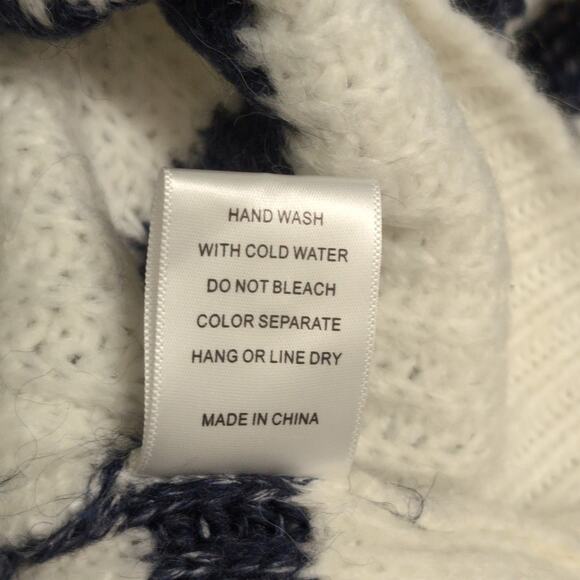 HAND WASH
WITH COLD WATER
DO NOT BLEACH
COLOR SEPARATE
HANG OR LINE DRY
MADE IN CHINA